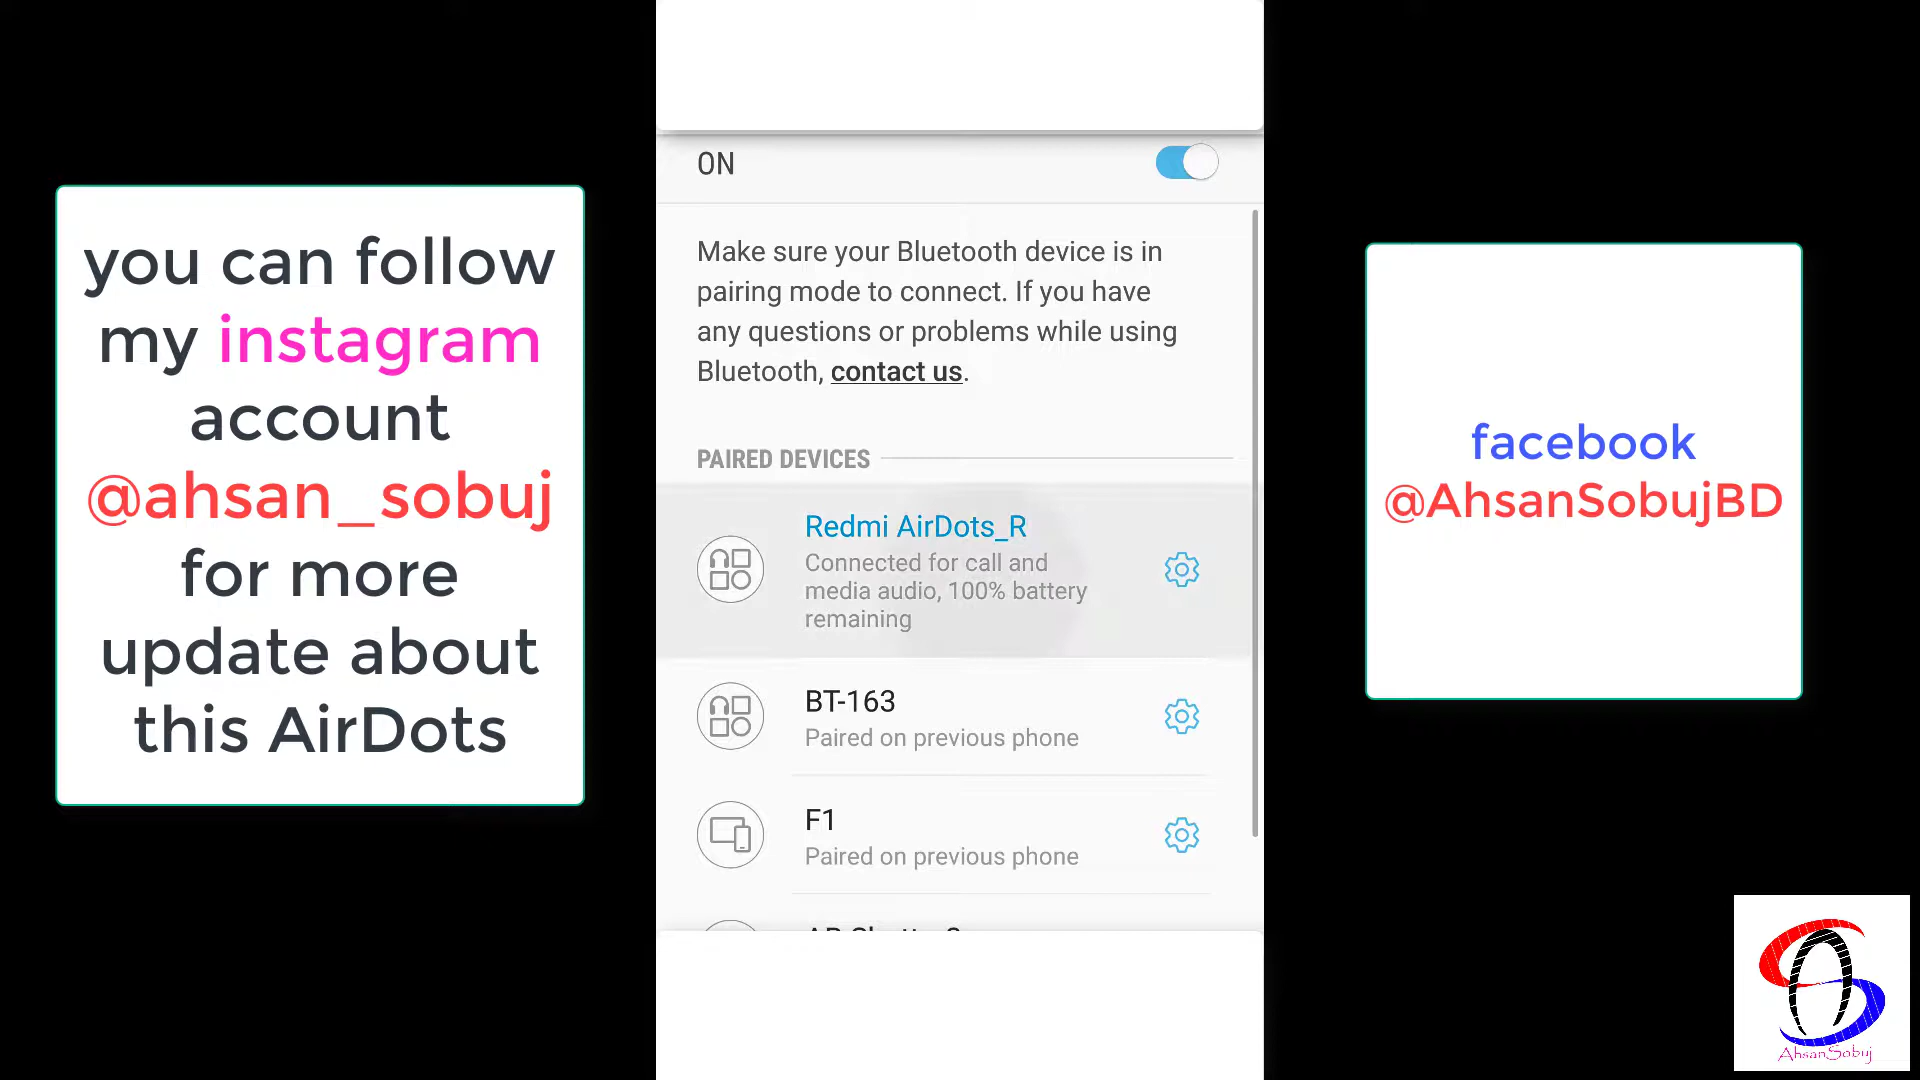 you can follow
my instagram
account
@ahsan_sobuj
for more
update about
this AirDots
ON
Make sure your Bluetooth device is in
pairing mode to connect. If you have
any questions or problems while using
Bluetooth, contact us.
PAIRED DEVICES
Redmi AirDots_R
Connected for call and
media audio, 100% battery
remaining
BT-163
Paired on previous phone
F1
Paired on previous phone
facebook
@AhsanSobujBD
AhsanSobuj